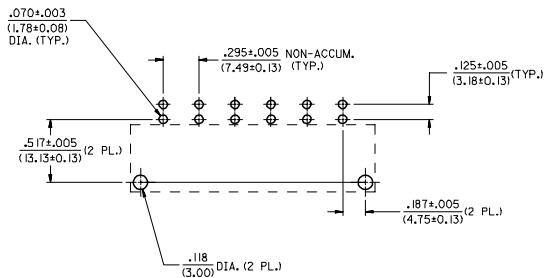 .070±.003
(1.78±0.08)
DIA. (TYP.)
.295±.005 NON-ACCUM.
(7.49±0.13) (TYP.)
.125±.005
(3.18±0.13) (TYP.)
.517±.005
(13.13±0.13) (2 PL.)
.187±.005
(4.75±0.13) (2 PL.)
.118
(3.00) DIA. (2 PL.)